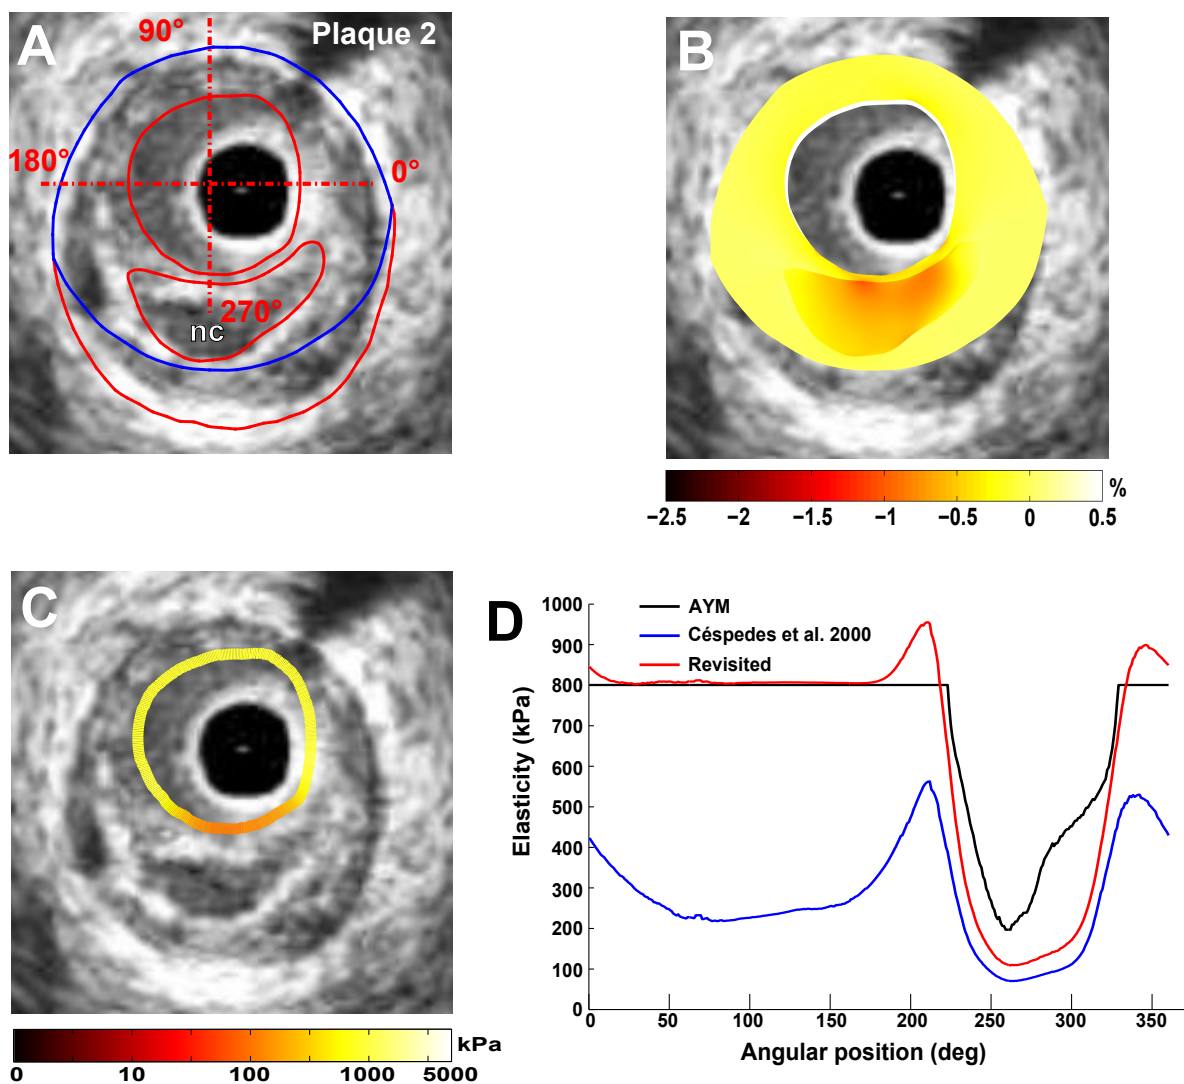 A
Plaque 2
90°
180°
0°
270°
nc
B
%
−2.5 −2 −1.5 −1 −0.5 0 0.5
C
kPa
0 10 100 1000 5000
D
AYM
Céspedes et al. 2000
Revisited
Elasticity (kPa)
1000
900
800
700
600
500
400
300
200
100
0
0 50 100 150 200 250 300 350
Angular position (deg)